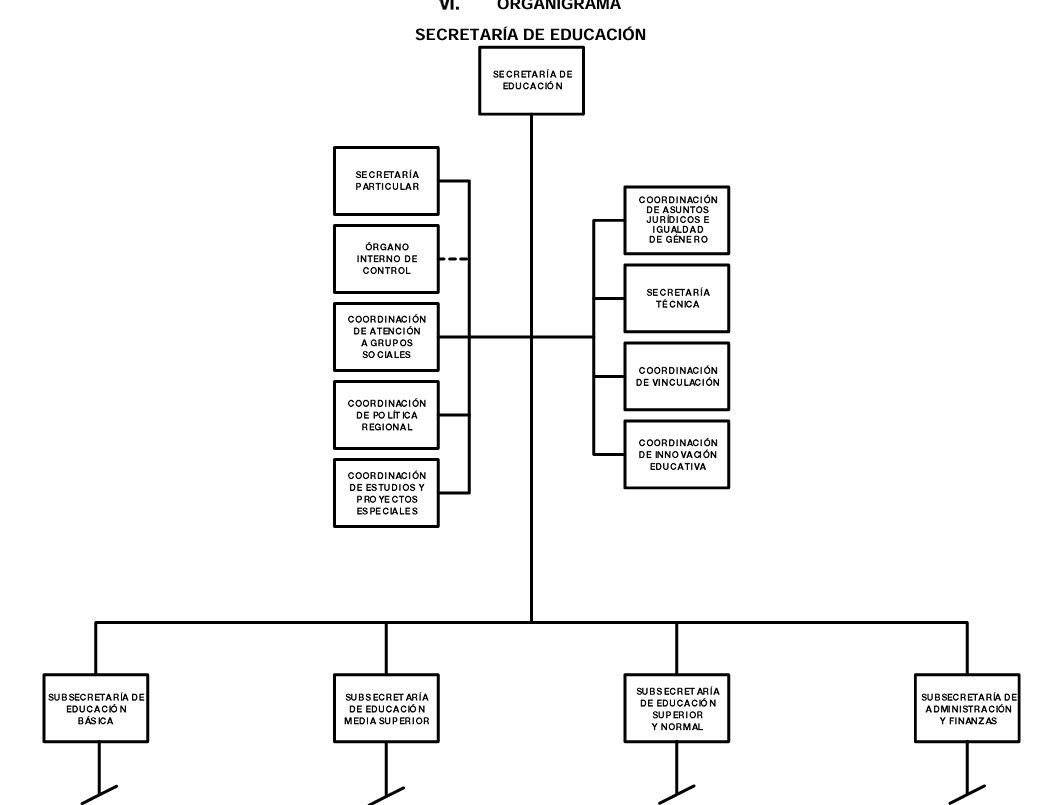 VI. ORGANIGRAMA
SECRETARÍA DE EDUCACIÓN
SECRETARÍA DE
EDUCACIÓN
SECRETARÍA
PARTICULAR
ÓRGANO
INTERNO DE
CONTROL
COORDINACIÓN
DE ATENCIÓN
A GRUPOS
SOCIALES
COORDINACIÓN
DE POLÍTICA
REGIONAL
COORDINACIÓN
DE ESTUDIOS Y
PROYECTOS
ESPECIALES
COORDINACIÓN
DE ASUNTOS
JURÍDICOS E
IGUALDAD
DE GÉNERO
SECRETARÍA
TÉCNICA
COORDINACIÓN
DE VINCULACIÓN
COORDINACIÓN
DE INNOVACIÓN
EDUCATIVA
SUBSECRETARÍA DE
EDUCACIÓN
BÁSICA
SUBSECRETARÍA
DE EDUCACIÓN
MEDIA SUPERIOR
SUBSECRETARÍA
DE EDUCACIÓN
SUPERIOR
Y NORMAL
SUBSECRETARÍA DE
ADMINISTRACIÓN
Y FINANZAS